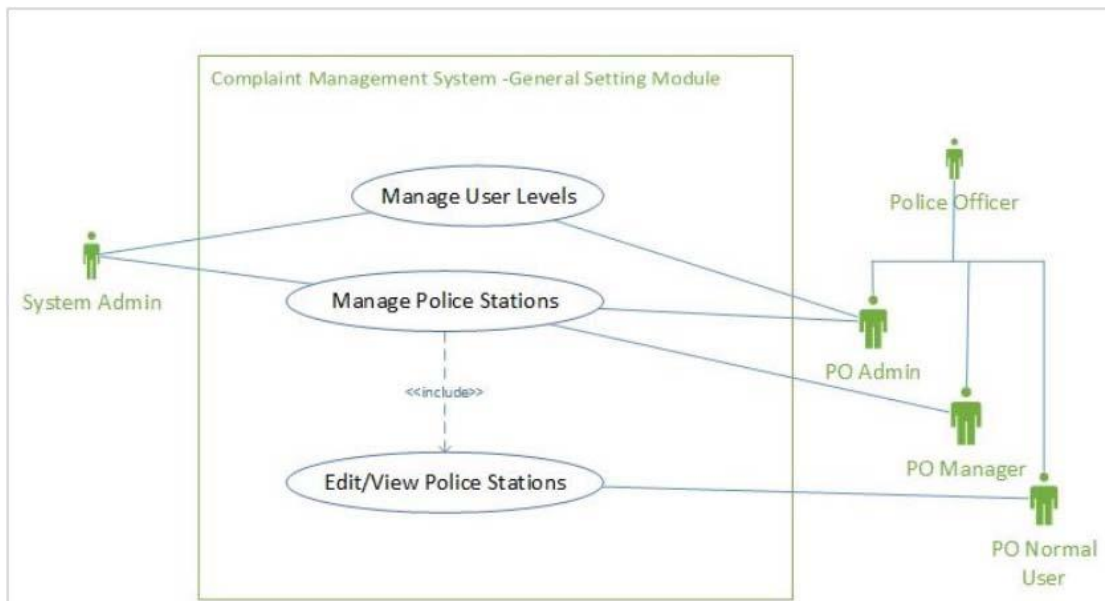 Complaint Management System -General Setting Module
Manage User Levels
Police Officer
System Admin
Manage Police Stations
PO Admin
<<include>>
PO Manager
Edit/View Police Stations
PO Normal
User